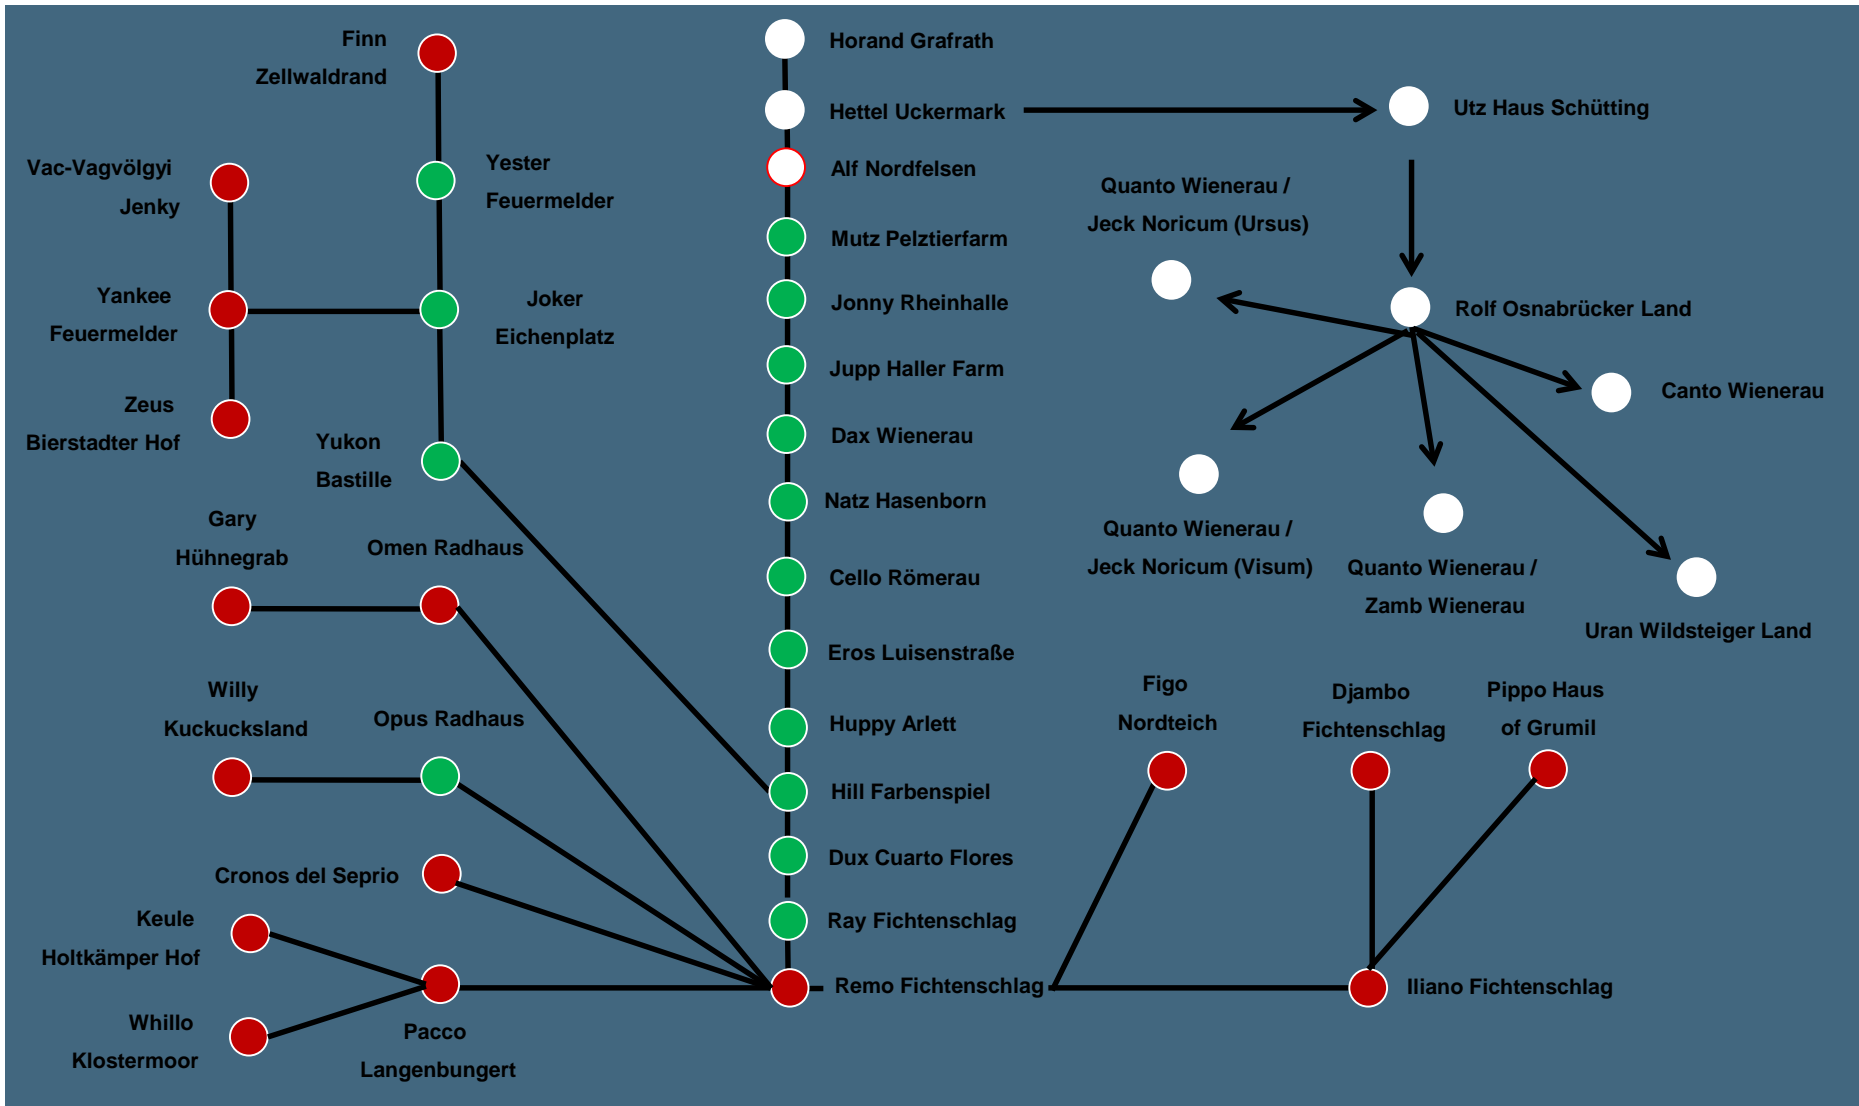 Finn
Zellwaldrand
Vac-Vagvölgyi
Jenky
Yester
Feuermelder
Yankee
Feuermelder
Joker
Eichenplatz
Zeus
Bierstadter Hof
Yukon
Bastille
Gary
Hühnegrab
Omen Radhaus
Willy
Kuckucksland
Opus Radhaus
Cronos del Seprio
Keule
Holtkämper Hof
Whillo
Klostermoor
Pacco
Langenbungert
Horand Grafrath
Hettel Uckermark
Alf Nordfelsen
Mutz Pelztierfarm
Jonny Rheinhalle
Jupp Haller Farm
Dax Wienerau
Natz Hasenborn
Cello Römerau
Eros Luisenstraße
Huppy Arlett
Hill Farbenspiel
Dux Cuarto Flores
Ray Fichtenschlag
Remo Fichtenschlag
Utz Haus Schütting
Quanto Wienerau /
Jeck Noricum (Ursus)
Rolf Osnabrücker Land
Canto Wienerau
Quanto Wienerau /
Jeck Noricum (Visum)
Quanto Wienerau /
Zamb Wienerau
Uran Wildsteiger Land
Figo
Nordteich
Djambo
Fichtenschlag
Pippo Haus
of Grumil
Iliano Fichtenschlag